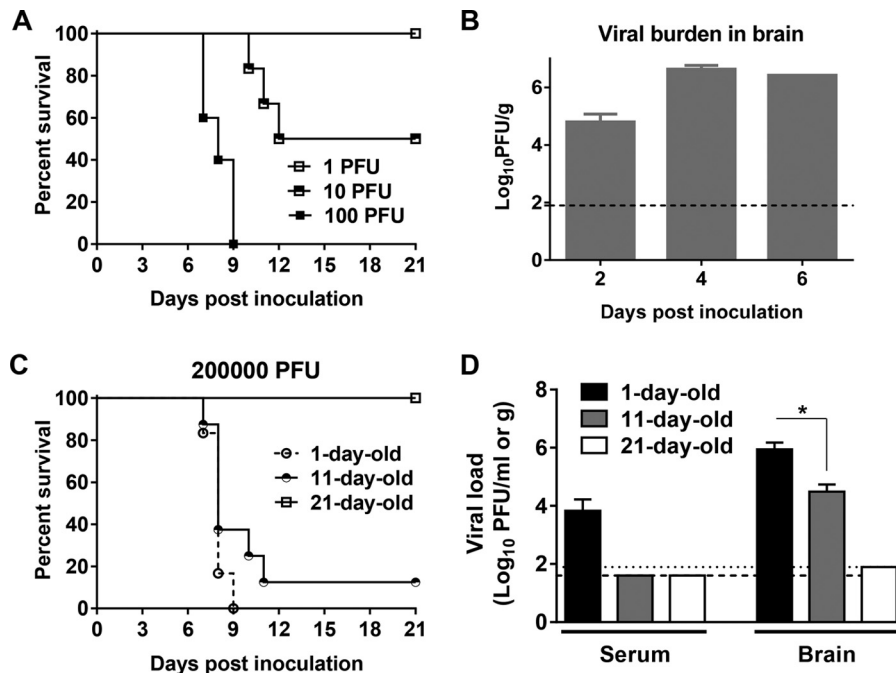 A
Percent survival
100
80
60
40
20
0
1 PFU
10 PFU
100 PFU
0 3 6 9 12 15 18 21
Days post inoculation
B
Viral burden in brain
Log10PFU/g
6
4
2
0
2 4 6
Days post inoculation
C
200000 PFU
Percent survival
100
80
60
40
20
0
1-day-old
11-day-old
21-day-old
0 3 6 9 12 15 18 21
Days post inoculation
D
Viral load
(Log10 PFU/ml or g)
8
6
4
2
0
1-day-old
11-day-old
21-day-old
*
Serum Brain